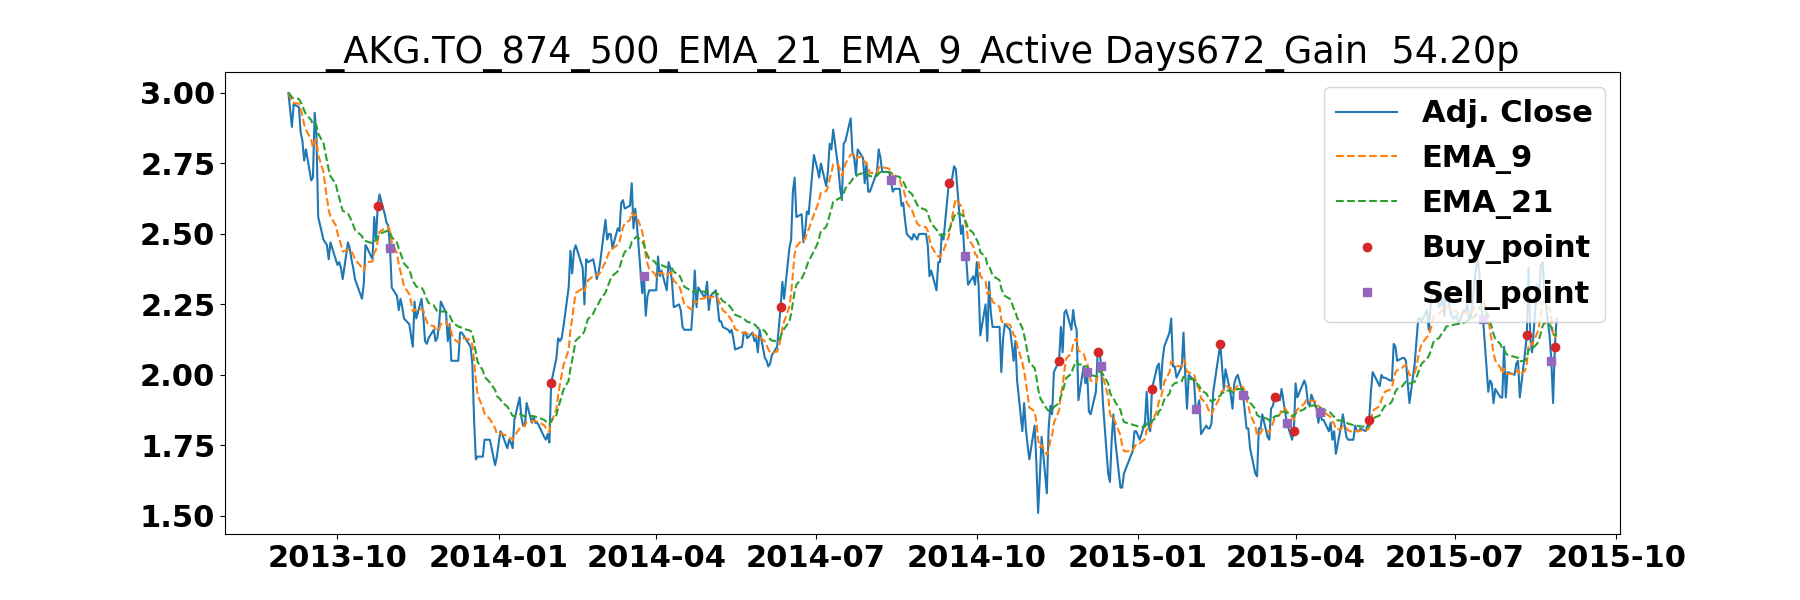 _AKG.TO_874_500_EMA_21_EMA_9_Active Days672_Gain  54.20p
3.00
2.75
2.50
2.25
2.00
1.75
1.50
Adj. Close
EMA_9
EMA_21
Buy_point
Sell_point
2013-10 2014-01 2014-04 2014-07 2014-10 2015-01 2015-04 2015-07 2015-10